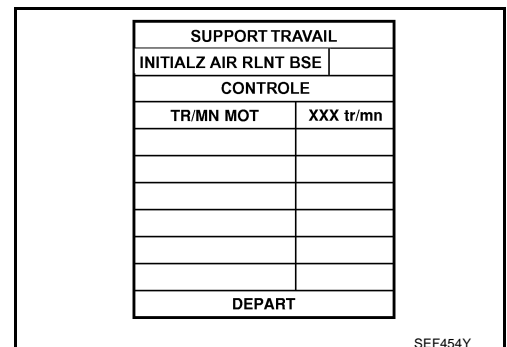 SUPPORT TRAVAIL
INITIALZ AIR RLNT BSE
CONTROLE
TR/MN MOT XXX tr/mn
DEPART
SEF454Y